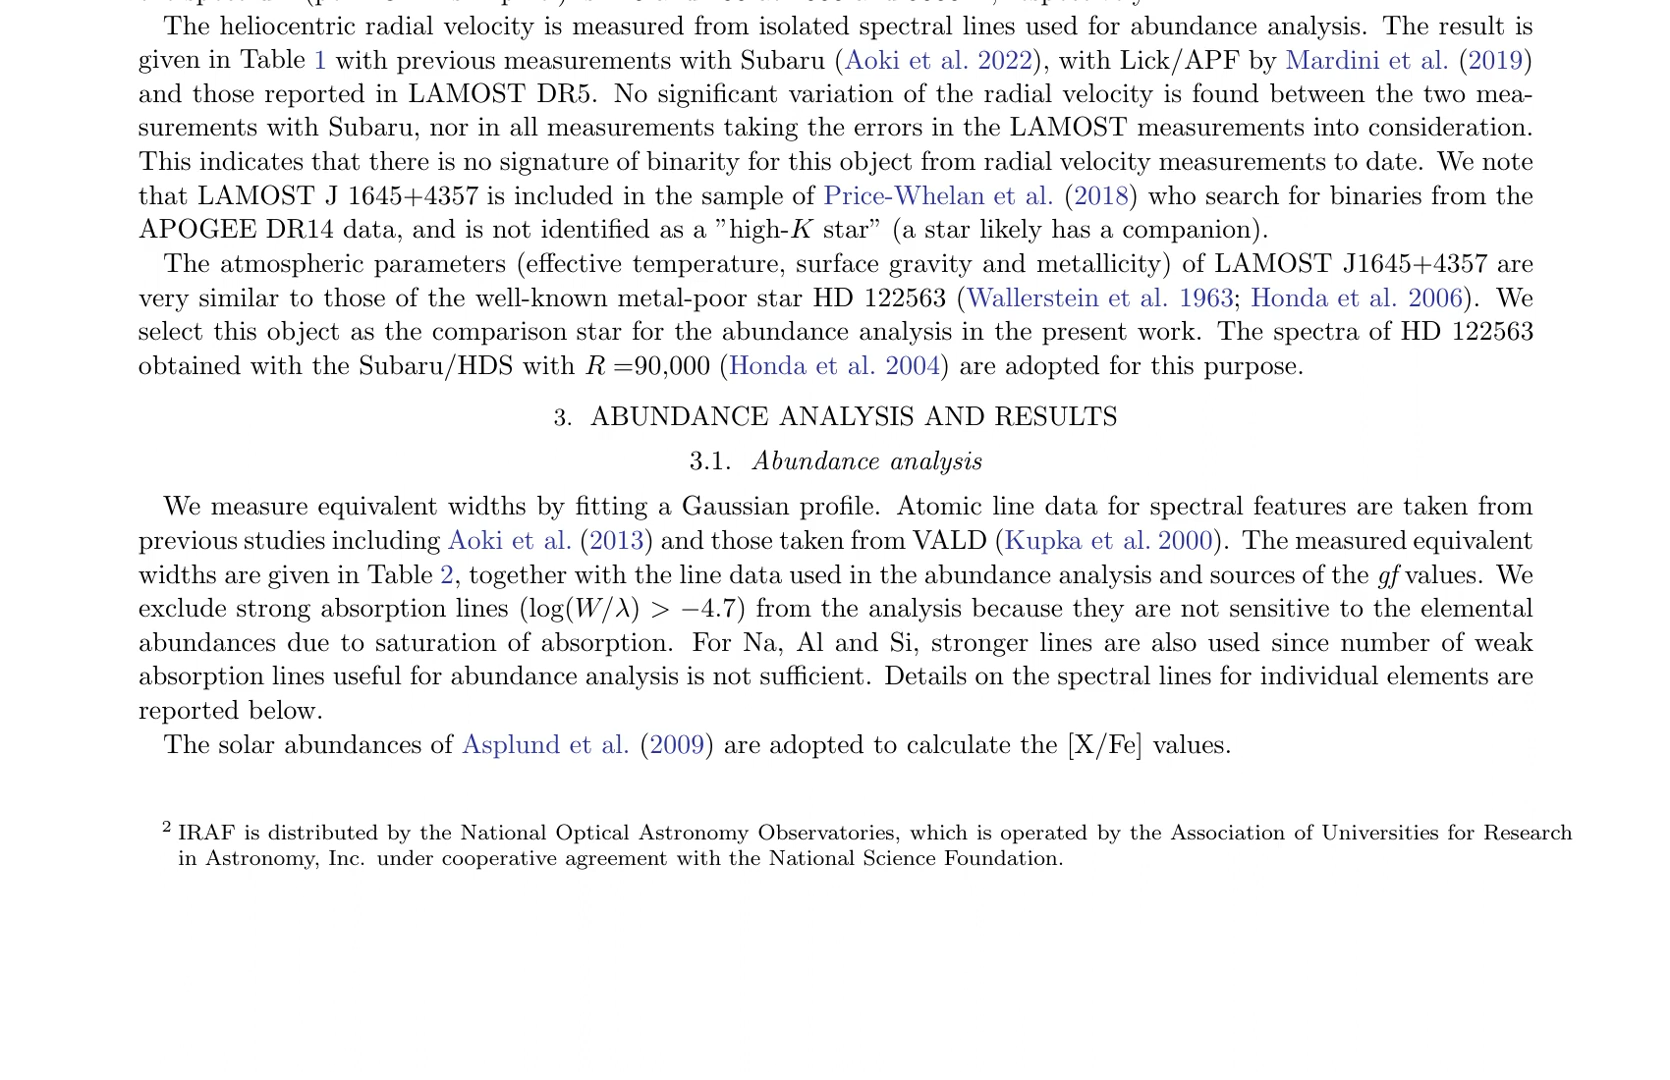 The heliocentric radial velocity is measured from isolated spectral lines used for abundance analysis. The result is
given in Table 1 with previous measurements with Subaru (Aoki et al. 2022), with Lick/APF by Mardini et al. (2019)
and those reported in LAMOST DR5. No significant variation of the radial velocity is found between the two mea-
surements with Subaru, nor in all measurements taking the errors in the LAMOST measurements into consideration.
This indicates that there is no signature of binarity for this object from radial velocity measurements to date. We note
that LAMOST J 1645+4357 is included in the sample of Price-Whelan et al. (2018) who search for binaries from the
APOGEE DR14 data, and is not identified as a ”high-K star” (a star likely has a companion).
The atmospheric parameters (effective temperature, surface gravity and metallicity) of LAMOST J1645+4357 are
very similar to those of the well-known metal-poor star HD 122563 (Wallerstein et al. 1963; Honda et al. 2006). We
select this object as the comparison star for the abundance analysis in the present work. The spectra of HD 122563
obtained with the Subaru/HDS with R =90,000 (Honda et al. 2004) are adopted for this purpose.
3. ABUNDANCE ANALYSIS AND RESULTS
3.1. Abundance analysis
We measure equivalent widths by fitting a Gaussian profile. Atomic line data for spectral features are taken from
previous studies including Aoki et al. (2013) and those taken from VALD (Kupka et al. 2000). The measured equivalent
widths are given in Table 2, together with the line data used in the abundance analysis and sources of the gf values. We
exclude strong absorption lines (log(W/λ) > −4.7) from the analysis because they are not sensitive to the elemental
abundances due to saturation of absorption. For Na, Al and Si, stronger lines are also used since number of weak
absorption lines useful for abundance analysis is not sufficient. Details on the spectral lines for individual elements are
reported below.
The solar abundances of Asplund et al. (2009) are adopted to calculate the [X/Fe] values.
2 IRAF is distributed by the National Optical Astronomy Observatories, which is operated by the Association of Universities for Research
in Astronomy, Inc. under cooperative agreement with the National Science Foundation.